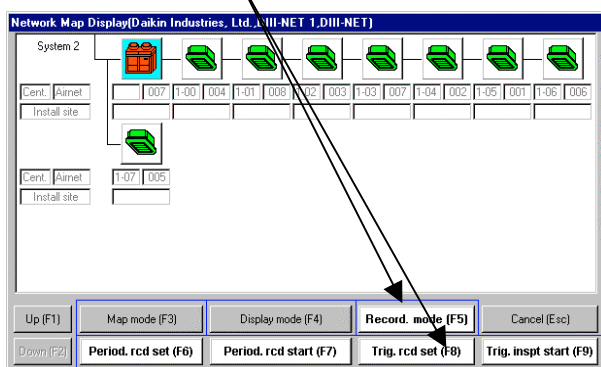 Network Map Display(Daikin Industries, Ltd.,DIII-NET 1,DIII-NET)
System 2
Cent. Airnet 007 1-00 004 1-01 008 1-02 003 1-03 007 1-04 002 1-05 001 1-06 006
Install site
Cent. Airnet 1-07 005
Install site
Up (F1) Map mode (F3) Display mode (F4) Record. mode (F5) Cancel (Esc)
Down (F2) Period. rcd set (F6) Period. rcd start (F7) Trig. rcd set (F8) Trig. inspt start (F9)